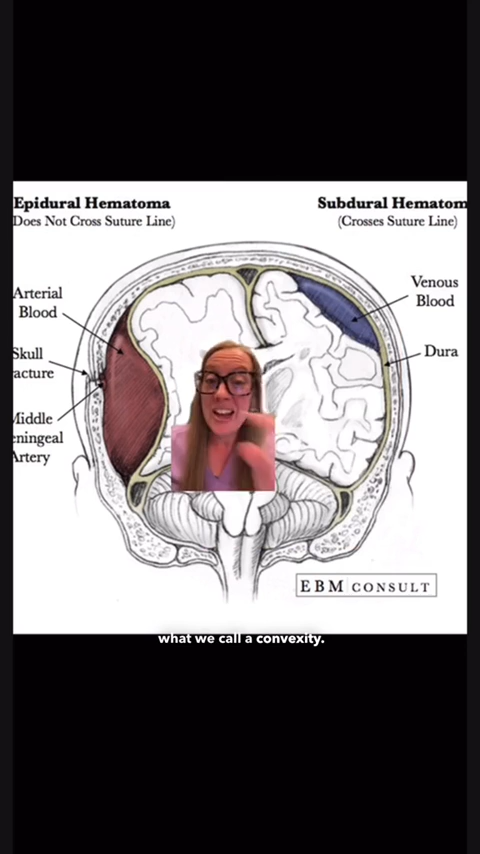 Epidural Hematoma
Does Not Cross Suture Line)
Subdural Hematom
(Crosses Suture Line)
Arterial
Blood
Skull
acture
Middle
eningeal
Artery
Venous
Blood
Dura
EBM CONSULT
what we call a convexity.